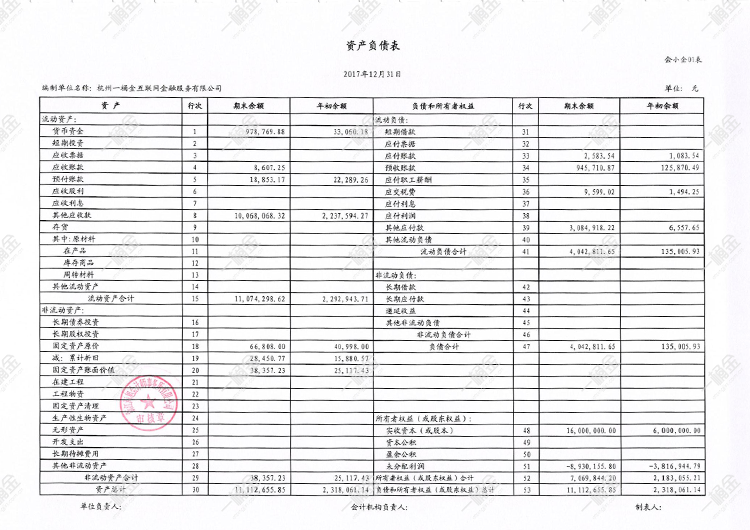 资产负债表
会小企01表
2017年12月31日
编制单位名称：杭州一桶金互联网金融服务有限公司 单位：元
资产 行次 期末余额 年初余额 负债和所有者权益 行次 期末余额 年初余额
流动资产： 流动负债：
货币资金 1 978,769.88 33,060.18 短期借款 31
短期投资 2 应付票据 32
应收票据 3 应付账款 33 2,583.54 1,083.54
应收账款 4 8,607.25 预收账款 34 945,710.87 125,870.49
预付账款 5 18,853.17 22,289.26 应付职工薪酬 35
应收股利 6 应交税费 36 9,599.02 1,494.25
应收利息 7 应付利息 37
其他应收款 8 10,068,068.32 2,237,594.27 应付利润 38
存货 9 其他应付款 39 3,084,918.22 6,557.65
其中：原材料 10 其他流动负债 40
在产品 11 流动负债合计 41 4,042,811.65 135,005.93
库存商品 12
周转材料 13 非流动负债：
其他流动资产 14 长期借款 42
流动资产合计 15 11,074,298.62 2,292,943.71 长期应付款 43
非流动资产： 递延收益 44
长期债券投资 16 其他非流动负债 45
长期股权投资 17 非流动负债合计 46
固定资产原价 18 66,808.00 40,998.00 负债合计 47 4,042,811.65 135,005.93
减：累计折旧 19 28,450.77 15,880.57
固定资产账面价值 20 38,357.23 25,117.43
在建工程 21
工程物资 22
固定资产清理 23
生产性生物资产 24 所有者权益（或股东权益）：
无形资产 25 实收资本（或股本） 48 16,000,000.00 6,000,000.00
开发支出 26 资本公积 49
长期待摊费用 27 盈余公积 50
其他非流动资产 28 未分配利润 51 -8,930,155.80 -3,816,944.79
非流动资产合计 29 38,357.23 25,117.43 所有者权益（或股东权益）合计 52 7,069,844.20 2,183,055.21
资产总计 30 11,112,655.85 2,318,061.14 负债和所有者权益（或股东权益）总计 53 11,112,655.85 2,318,061.14
单位负责人： 会计机构负责人： 制表人：
一桶金